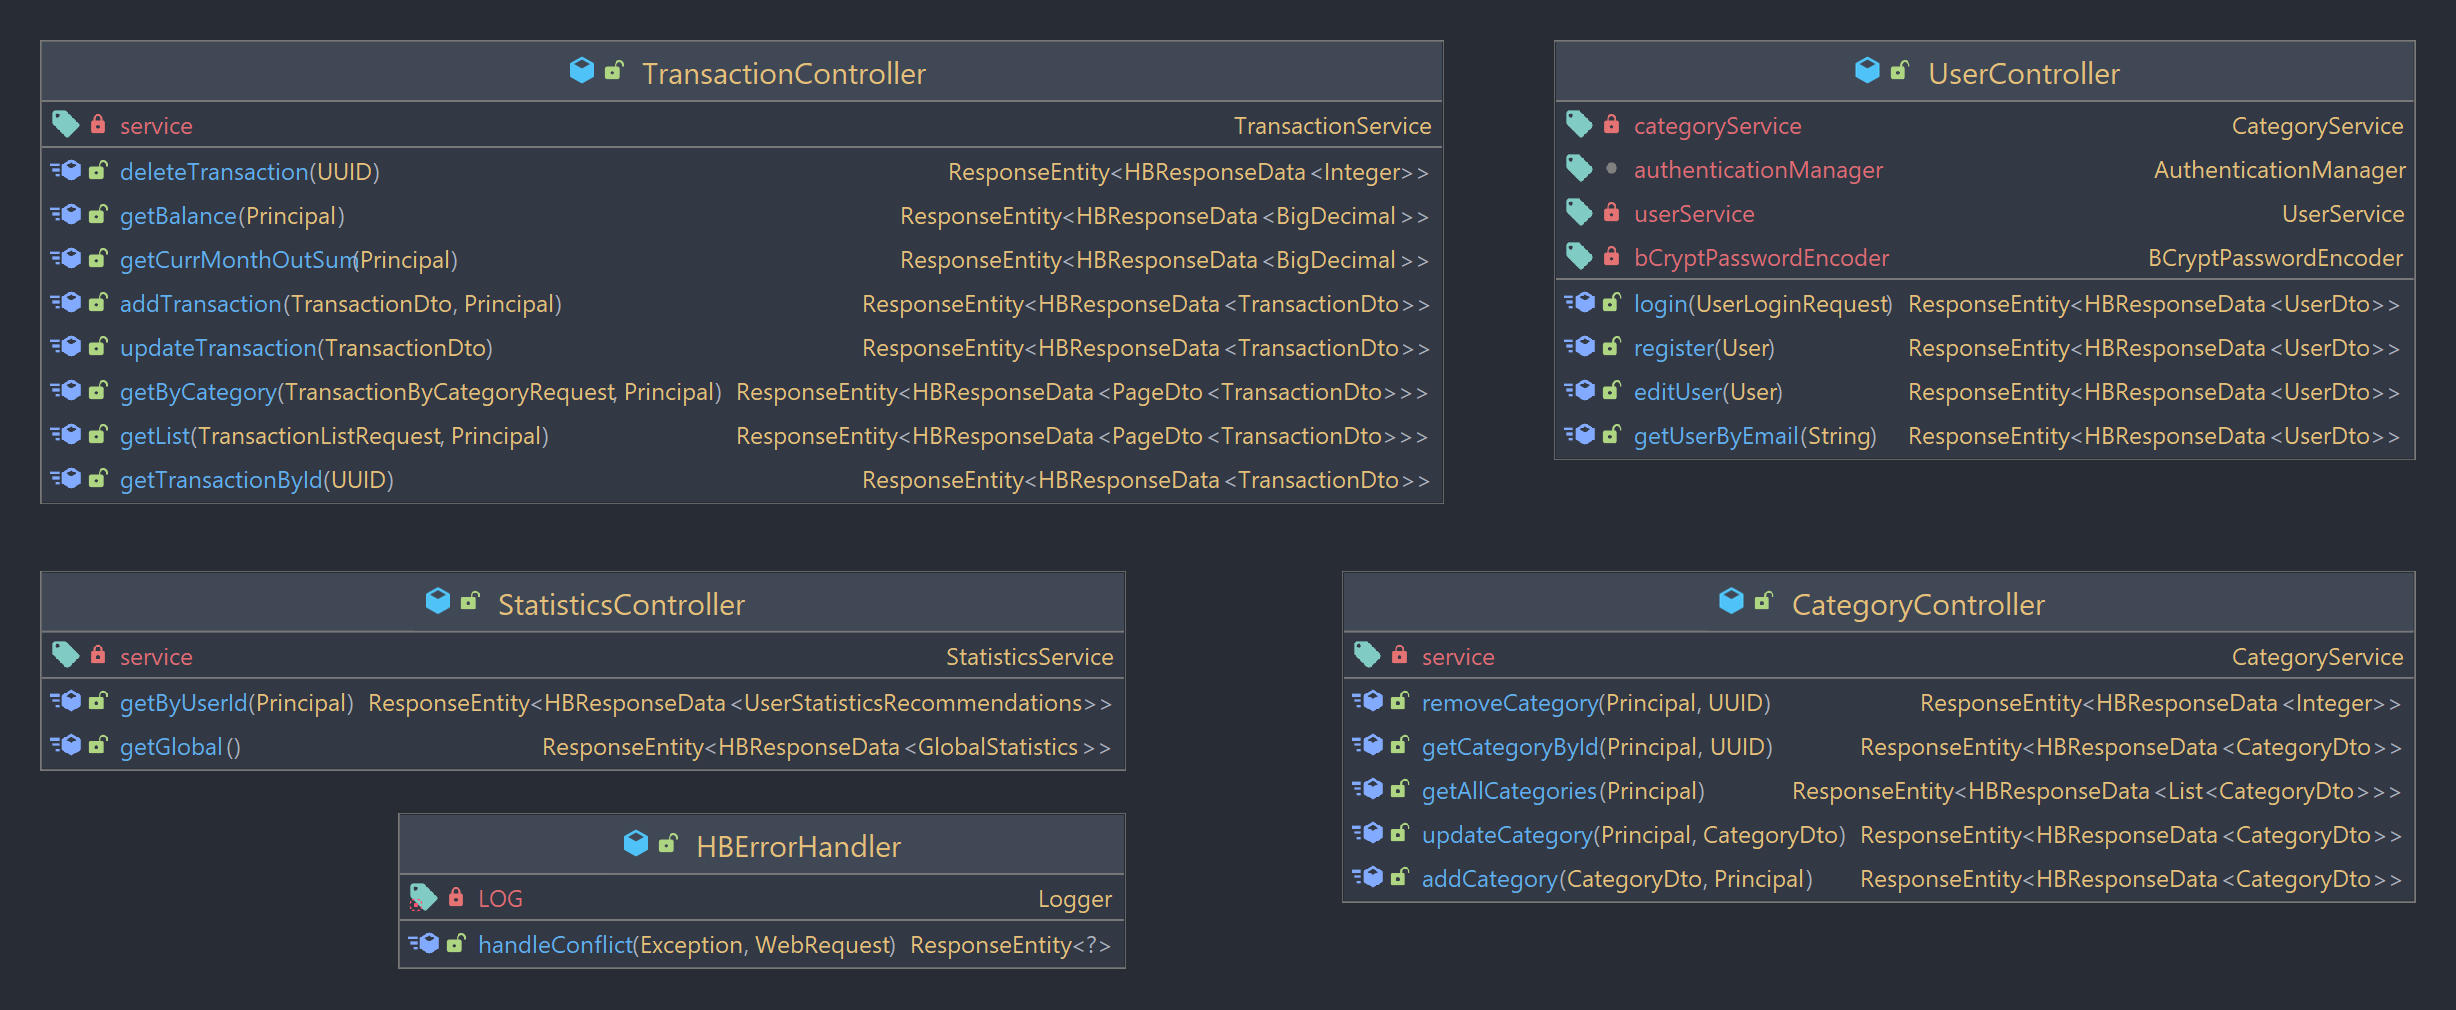 TransactionController
service TransactionService
deleteTransaction(UUID) ResponseEntity<HBResponseData<Integer>>
getBalance(Principal) ResponseEntity<HBResponseData<BigDecimal>>
getCurrMonthOutSum(Principal) ResponseEntity<HBResponseData<BigDecimal>>
addTransaction(TransactionDto, Principal) ResponseEntity<HBResponseData<TransactionDto>>
updateTransaction(TransactionDto) ResponseEntity<HBResponseData<TransactionDto>>
getByCategory(TransactionByCategoryRequest, Principal) ResponseEntity<HBResponseData<PageDto<TransactionDto>>>
getList(TransactionListRequest, Principal) ResponseEntity<HBResponseData<PageDto<TransactionDto>>>
getTransactionById(UUID) ResponseEntity<HBResponseData<TransactionDto>>
UserController
categoryService CategoryService
authenticationManager AuthenticationManager
userService UserService
bCryptPasswordEncoder BCryptPasswordEncoder
login(UserLoginRequest) ResponseEntity<HBResponseData<UserDto>>
register(User) ResponseEntity<HBResponseData<UserDto>>
editUser(User) ResponseEntity<HBResponseData<UserDto>>
getUserByEmail(String) ResponseEntity<HBResponseData<UserDto>>
StatisticsController
service StatisticsService
getByUserId(Principal) ResponseEntity<HBResponseData<UserStatisticsRecommendations>>
getGlobal() ResponseEntity<HBResponseData<GlobalStatistics>>
CategoryController
service CategoryService
removeCategory(Principal, UUID) ResponseEntity<HBResponseData<Integer>>
getCategoryById(Principal, UUID) ResponseEntity<HBResponseData<CategoryDto>>
getAllCategories(Principal) ResponseEntity<HBResponseData<List<CategoryDto>>>
updateCategory(Principal, CategoryDto) ResponseEntity<HBResponseData<CategoryDto>>
addCategory(CategoryDto, Principal) ResponseEntity<HBResponseData<CategoryDto>>
HBErrorHandler
LOG Logger
handleConflict(Exception, WebRequest) ResponseEntity<?>